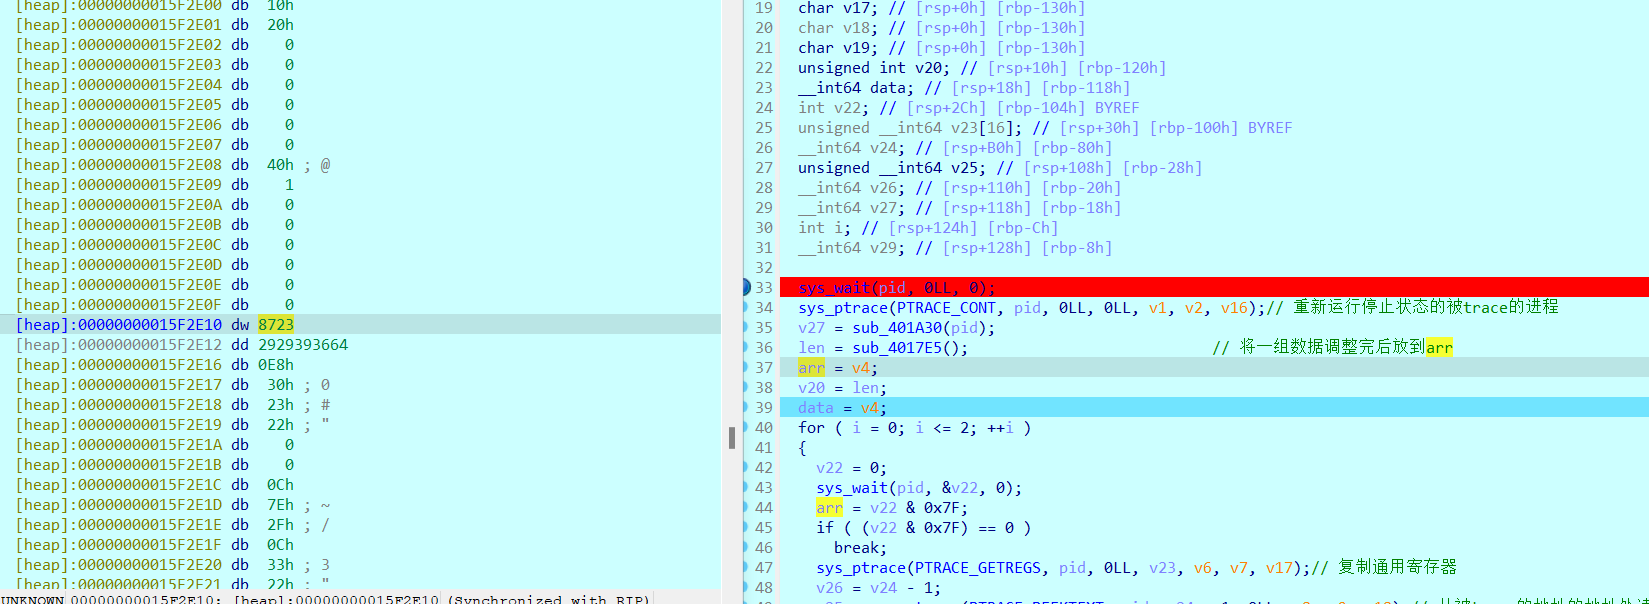 [heap]:00000000015F2E00 db 10h
[heap]:00000000015F2E01 db 20h
[heap]:00000000015F2E02 db 0
[heap]:00000000015F2E03 db 0
[heap]:00000000015F2E04 db 0
[heap]:00000000015F2E05 db 0
[heap]:00000000015F2E06 db 0
[heap]:00000000015F2E07 db 0
[heap]:00000000015F2E08 db 40h ; @
[heap]:00000000015F2E09 db 1
[heap]:00000000015F2E0A db 0
[heap]:00000000015F2E0B db 0
[heap]:00000000015F2E0C db 0
[heap]:00000000015F2E0D db 0
[heap]:00000000015F2E0E db 0
[heap]:00000000015F2E0F db 0
[heap]:00000000015F2E10 dw 8723
[heap]:00000000015F2E12 dd 2929393664
[heap]:00000000015F2E16 db 0E8h
[heap]:00000000015F2E17 db 30h ; 0
[heap]:00000000015F2E18 db 23h ; #
[heap]:00000000015F2E19 db 22h ; "
[heap]:00000000015F2E1A db 0
[heap]:00000000015F2E1B db 0
[heap]:00000000015F2E1C db 0Ch
[heap]:00000000015F2E1D db 7Eh ; ~
[heap]:00000000015F2E1E db 2Fh ; /
[heap]:00000000015F2E1F db 0Ch
[heap]:00000000015F2E20 db 33h ; 3
[heap]:00000000015F2E21 db 22h ; "
UNKNOWN 00000000015F2E10: [heap]:00000000015F2E10 (Synchronized with RIP)
19 char v17; // [rsp+0h] [rbp-130h]
20 char v18; // [rsp+0h] [rbp-130h]
21 char v19; // [rsp+0h] [rbp-130h]
22 unsigned int v20; // [rsp+10h] [rbp-120h]
23 __int64 data; // [rsp+18h] [rbp-118h]
24 int v22; // [rsp+2Ch] [rbp-104h] BYREF
25 unsigned __int64 v23[16]; // [rsp+30h] [rbp-100h] BYREF
26 __int64 v24; // [rsp+B0h] [rbp-80h]
27 unsigned __int64 v25; // [rsp+108h] [rbp-28h]
28 __int64 v26; // [rsp+110h] [rbp-20h]
29 __int64 v27; // [rsp+118h] [rbp-18h]
30 int i; // [rsp+124h] [rbp-Ch]
31 __int64 v29; // [rsp+128h] [rbp-8h]
32
33 sys_wait(pid, 0LL, 0);
34 sys_ptrace(PTRACE_CONT, pid, 0LL, 0LL, v1, v2, v16);// 重新运行停止状态的被trace的进程
35 v27 = sub_401A30(pid);
36 len = sub_4017E5(); // 将一组数据调整完后放到arr
37 arr = v4;
38 v20 = len;
39 data = v4;
40 for ( i = 0; i <= 2; ++i )
41 {
42 v22 = 0;
43 sys_wait(pid, &v22, 0);
44 arr = v22 & 0x7F;
45 if ( (v22 & 0x7F) == 0 )
46 break;
47 sys_ptrace(PTRACE_GETREGS, pid, 0LL, v23, v6, v7, v17);// 复制通用寄存器
48 v26 = v24 - 1;